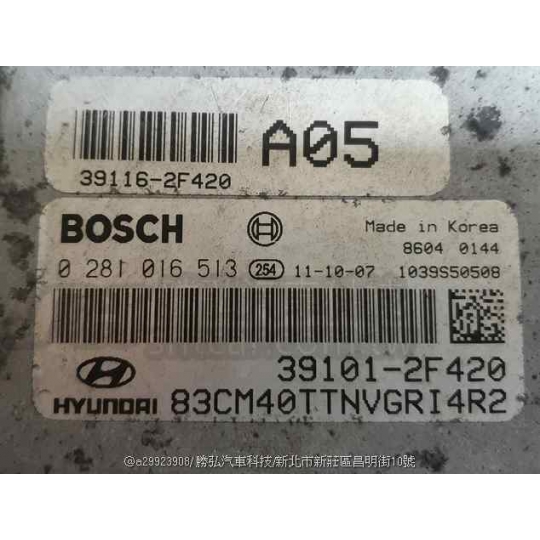 A05
39116-2F420
BOSCH
Made in Korea
8604 0144
0 281 016 513 254 11-10-07 1039S50508
39101-2F420
HYUNDAI 83CM40TTNVGRI4R2
@e29923908/勝弘汽車科技/新北市新莊區昌明街10號